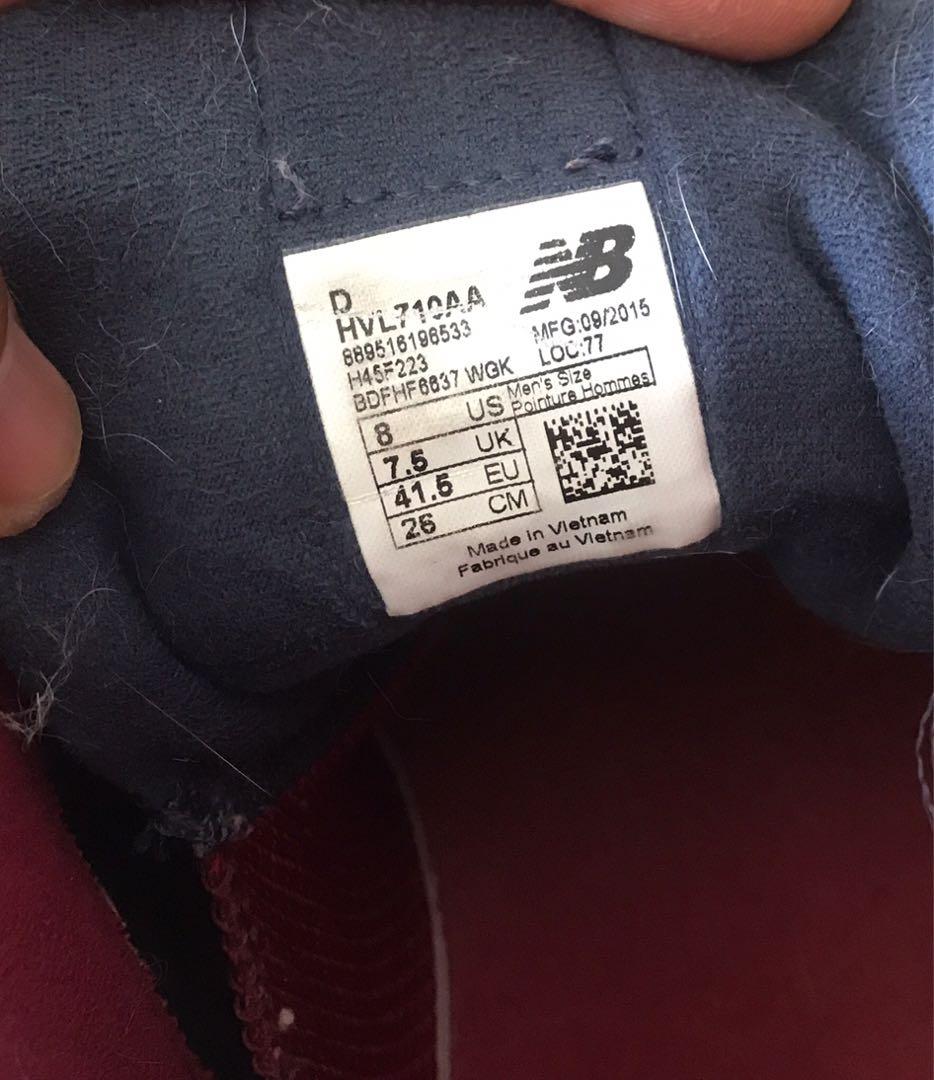 D
HVL710AA
889516196533
H45F223
BDFHF6637 WGK
NB
MFG:09/2015
LOC:77
Men's Size
Pointure Hommes
8 US
7.5 UK
41.5 EU
26 CM
Made in Vietnam
Fabrique au Vietnam